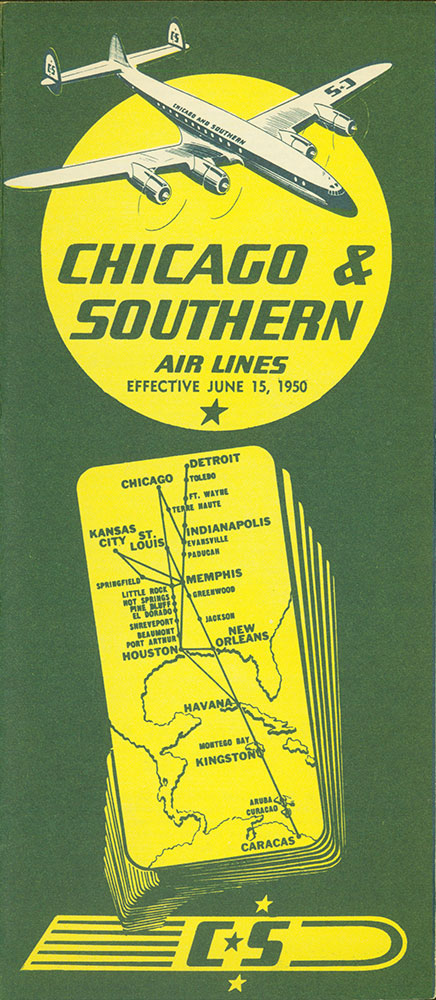 C-S
C-S
CHICAGO AND SOUTHERN
C-S
CHICAGO &
SOUTHERN
AIR LINES
EFFECTIVE JUNE 15, 1950
DETROIT
CHICAGO
TOLEDO
FT. WAYNE
TERRE HAUTE
KANSAS
CITY
ST.
LOUIS
INDIANAPOLIS
EVANSVILLE
PADUCAH
SPRINGFIELD
MEMPHIS
LITTLE ROCK
GREENWOOD
HOT SPRINGS
PINE BLUFF
EL DORADO
JACKSON
SHREVEPORT
BEAUMONT
PORT ARTHUR
NEW
ORLEANS
HOUSTON
HAVANA
MONTEGO BAY
KINGSTON
ARUBA
CURACAO
CARACAS
C★S